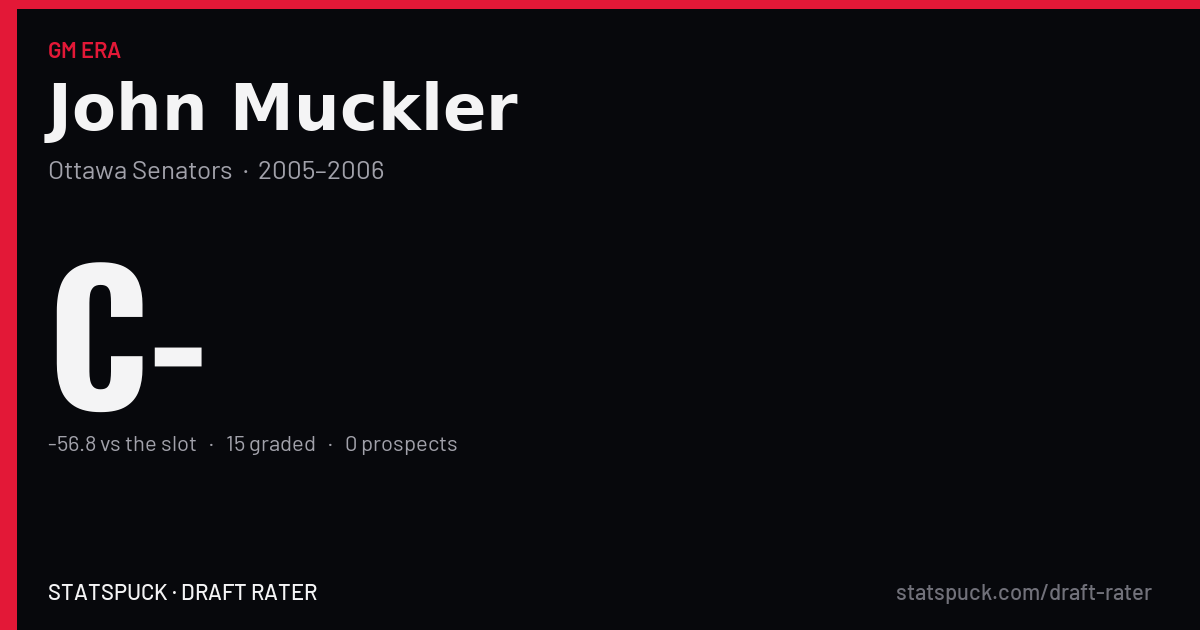 GM ERA
John Muckler
Ottawa Senators · 2005–2006
C-
-56.8 vs the slot · 15 graded · 0 prospects
STATSPUCK · DRAFT RATER
statspuck.com/draft-rater